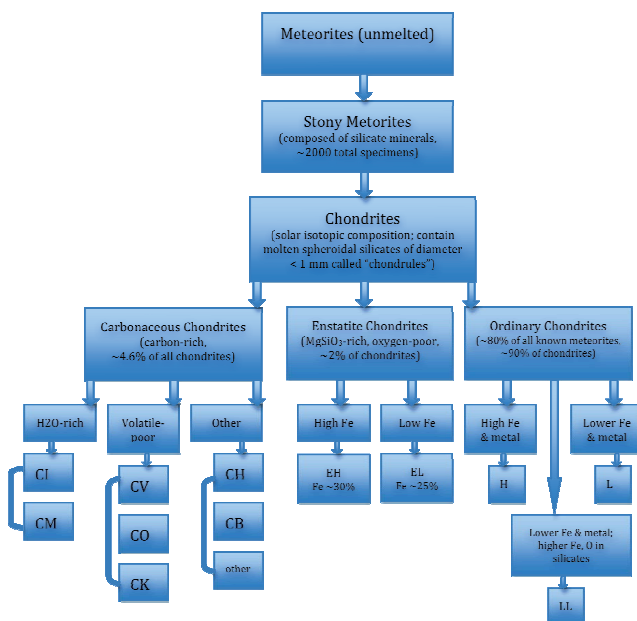 Meteorites (unmelted)
Stony Metorites
(composed of silicate minerals,
~2000 total specimens)
Chondrites
(solar isotopic composition; contain
molten spheroidal silicates of diameter
< 1 mm called “chondrules”)
Carbonaceous Chondrites
(carbon-rich,
~4.6% of all chondrites)
Enstatite Chondrites
(MgSiO₃-rich, oxygen-poor,
~2% of chondrites)
Ordinary Chondrites
(~80% of all known meteorites,
~90% of chondrites)
H2O-rich
Volatile-
poor
Other
High Fe
Low Fe
High Fe
& metal
Lower Fe
& metal
CI
CM
CV
CO
CK
CH
CB
other
EH
Fe ~30%
EL
Fe ~25%
H
L
Lower Fe & metal;
higher Fe, O in
silicates
LL